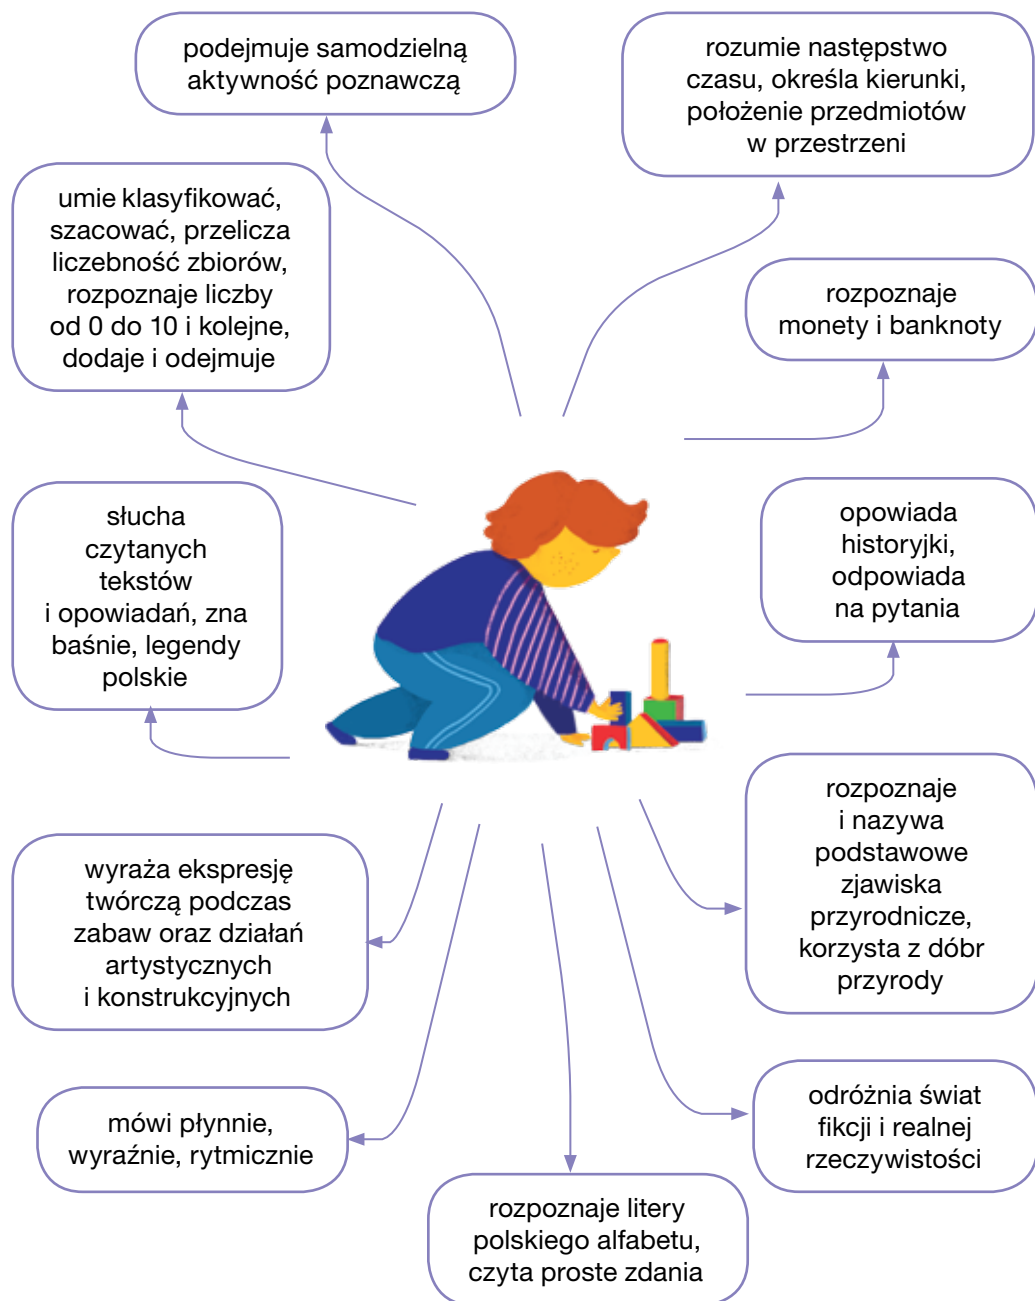 podejmuje samodzielną
aktywność poznawczą
rozumie następstwo
czasu, określa kierunki,
położenie przedmiotów
w przestrzeni
umie klasyfikować,
szacować, przelicza
liczebność zbiorów,
rozpoznaje liczby
od 0 do 10 i kolejne,
dodaje i odejmuje
rozpoznaje
monety i banknoty
słucha
czytanych
tekstów
i opowiadań, zna
baśnie, legendy
polskie
opowiada
historyjki,
odpowiada
na pytania
wyraża ekspresję
twórczą podczas
zabaw oraz działań
artystycznych
i konstrukcyjnych
rozpoznaje
i nazywa
podstawowe
zjawiska
przyrodnicze,
korzysta z dóbr
przyrody
mówi płynnie,
wyraźnie, rytmicznie
odróżnia świat
fikcji i realnej
rzeczywistości
rozpoznaje litery
polskiego alfabetu,
czyta proste zdania